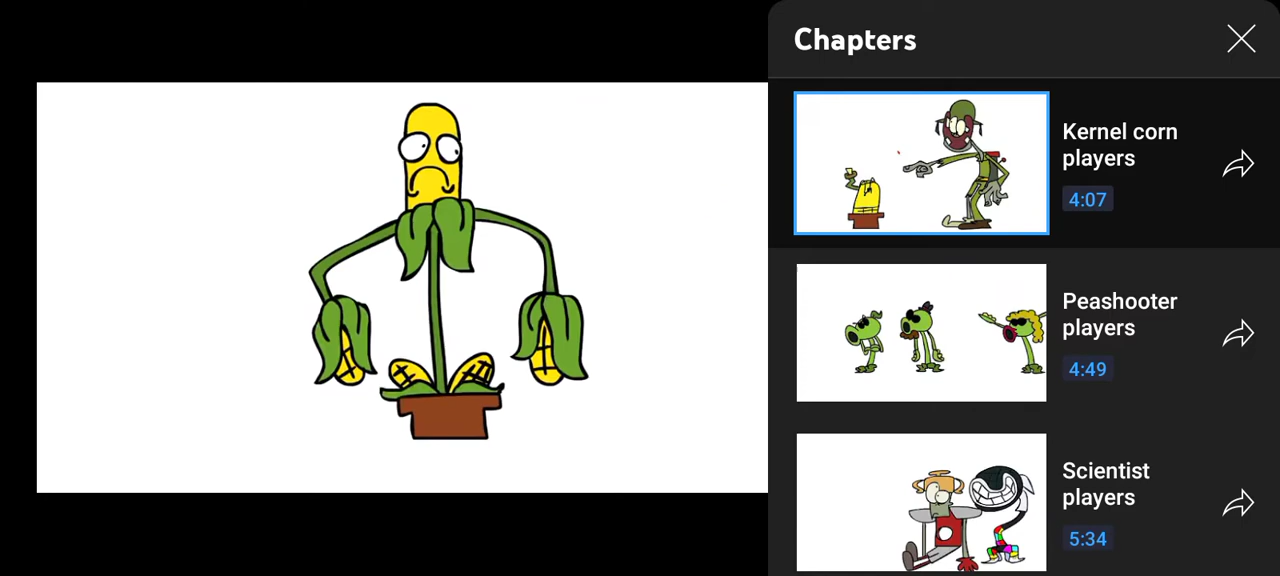 Chapters
Kernel corn
players
4:07
Peashooter
players
4:49
Scientist
players
5:34